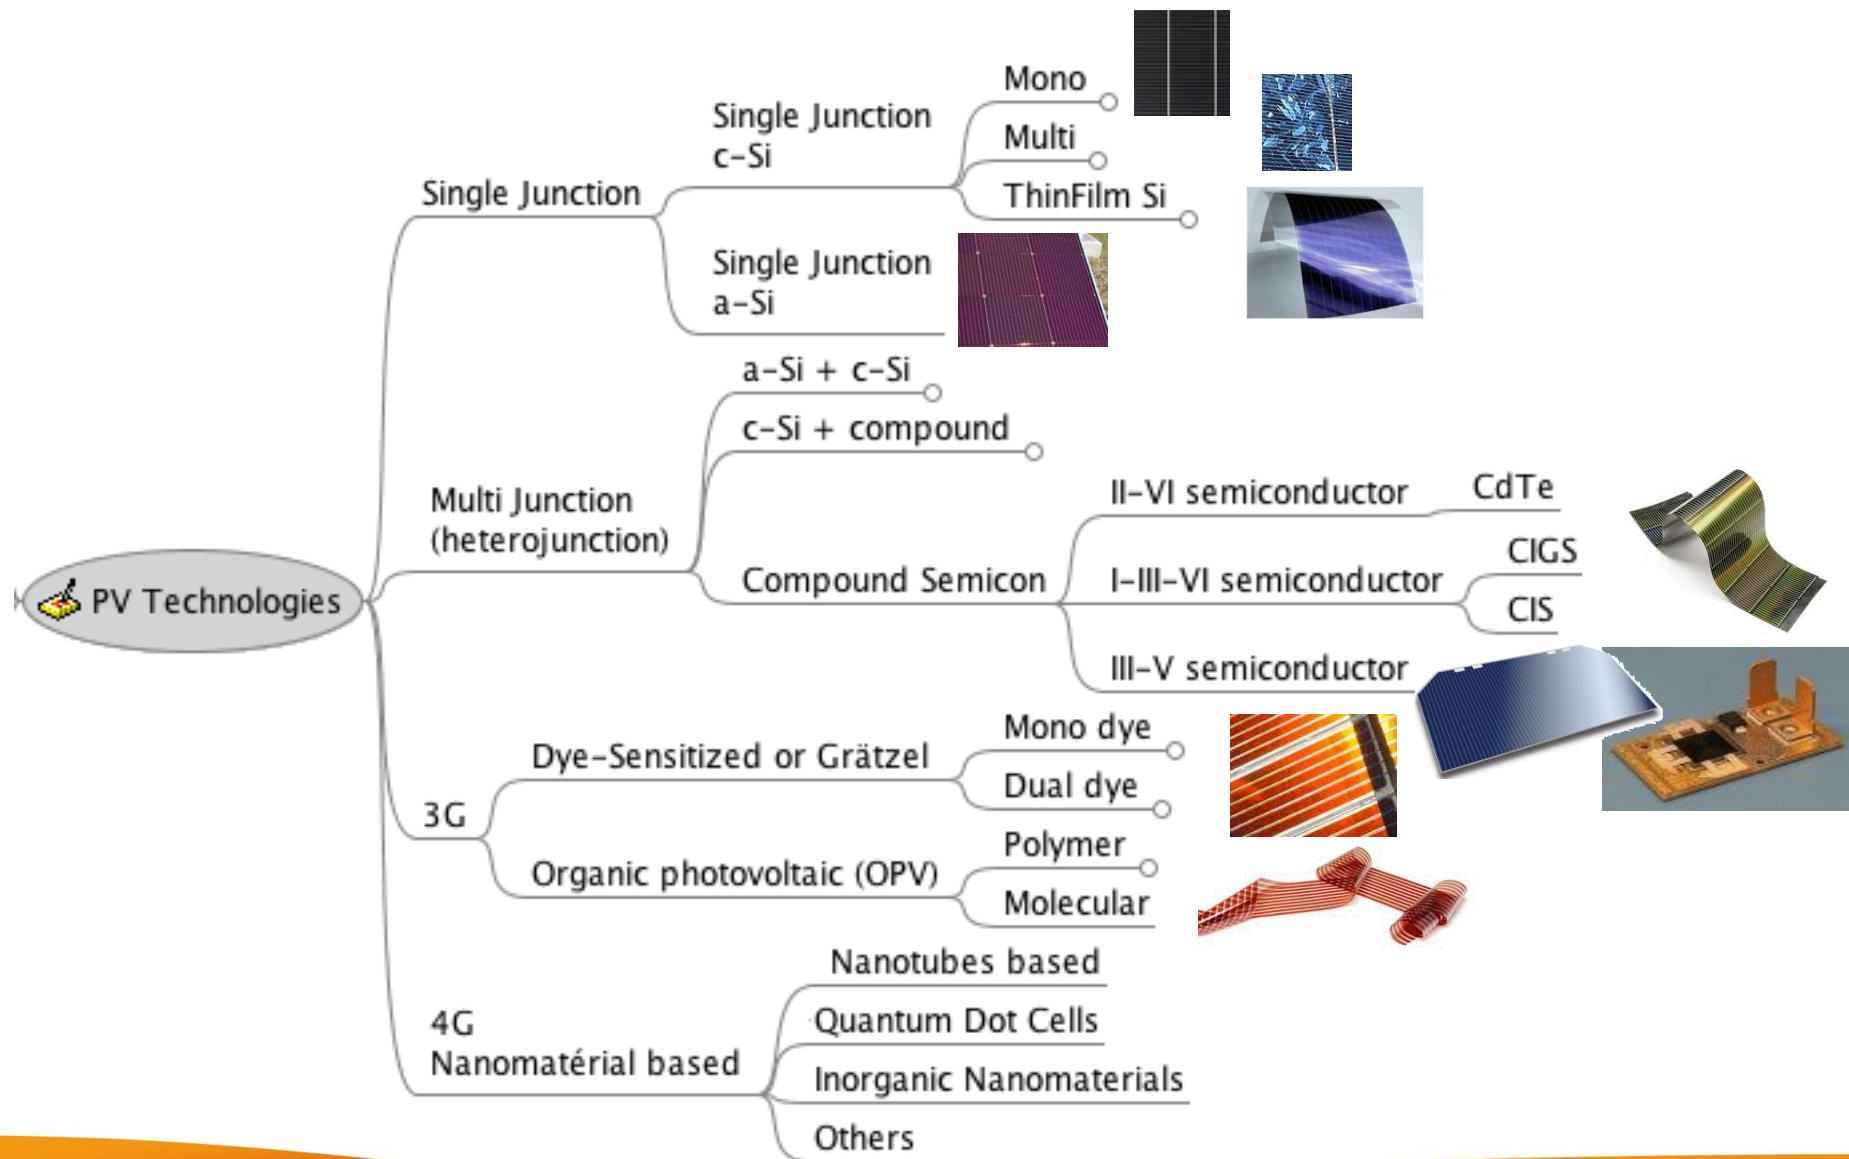 PV Technologies
Single Junction
Single Junction
c-Si
Mono
Multi
ThinFilm Si
Single Junction
a-Si
Multi Junction
(heterojunction)
a-Si + c-Si
c-Si + compound
Compound Semicon
II-VI semiconductor
CdTe
I-III-VI semiconductor
CIGS
CIS
III-V semiconductor
3G
Dye-Sensitized or Grätzel
Mono dye
Dual dye
Organic photovoltaic (OPV)
Polymer
Molecular
4G
Nanomatérial based
Nanotubes based
Quantum Dot Cells
Inorganic Nanomaterials
Others